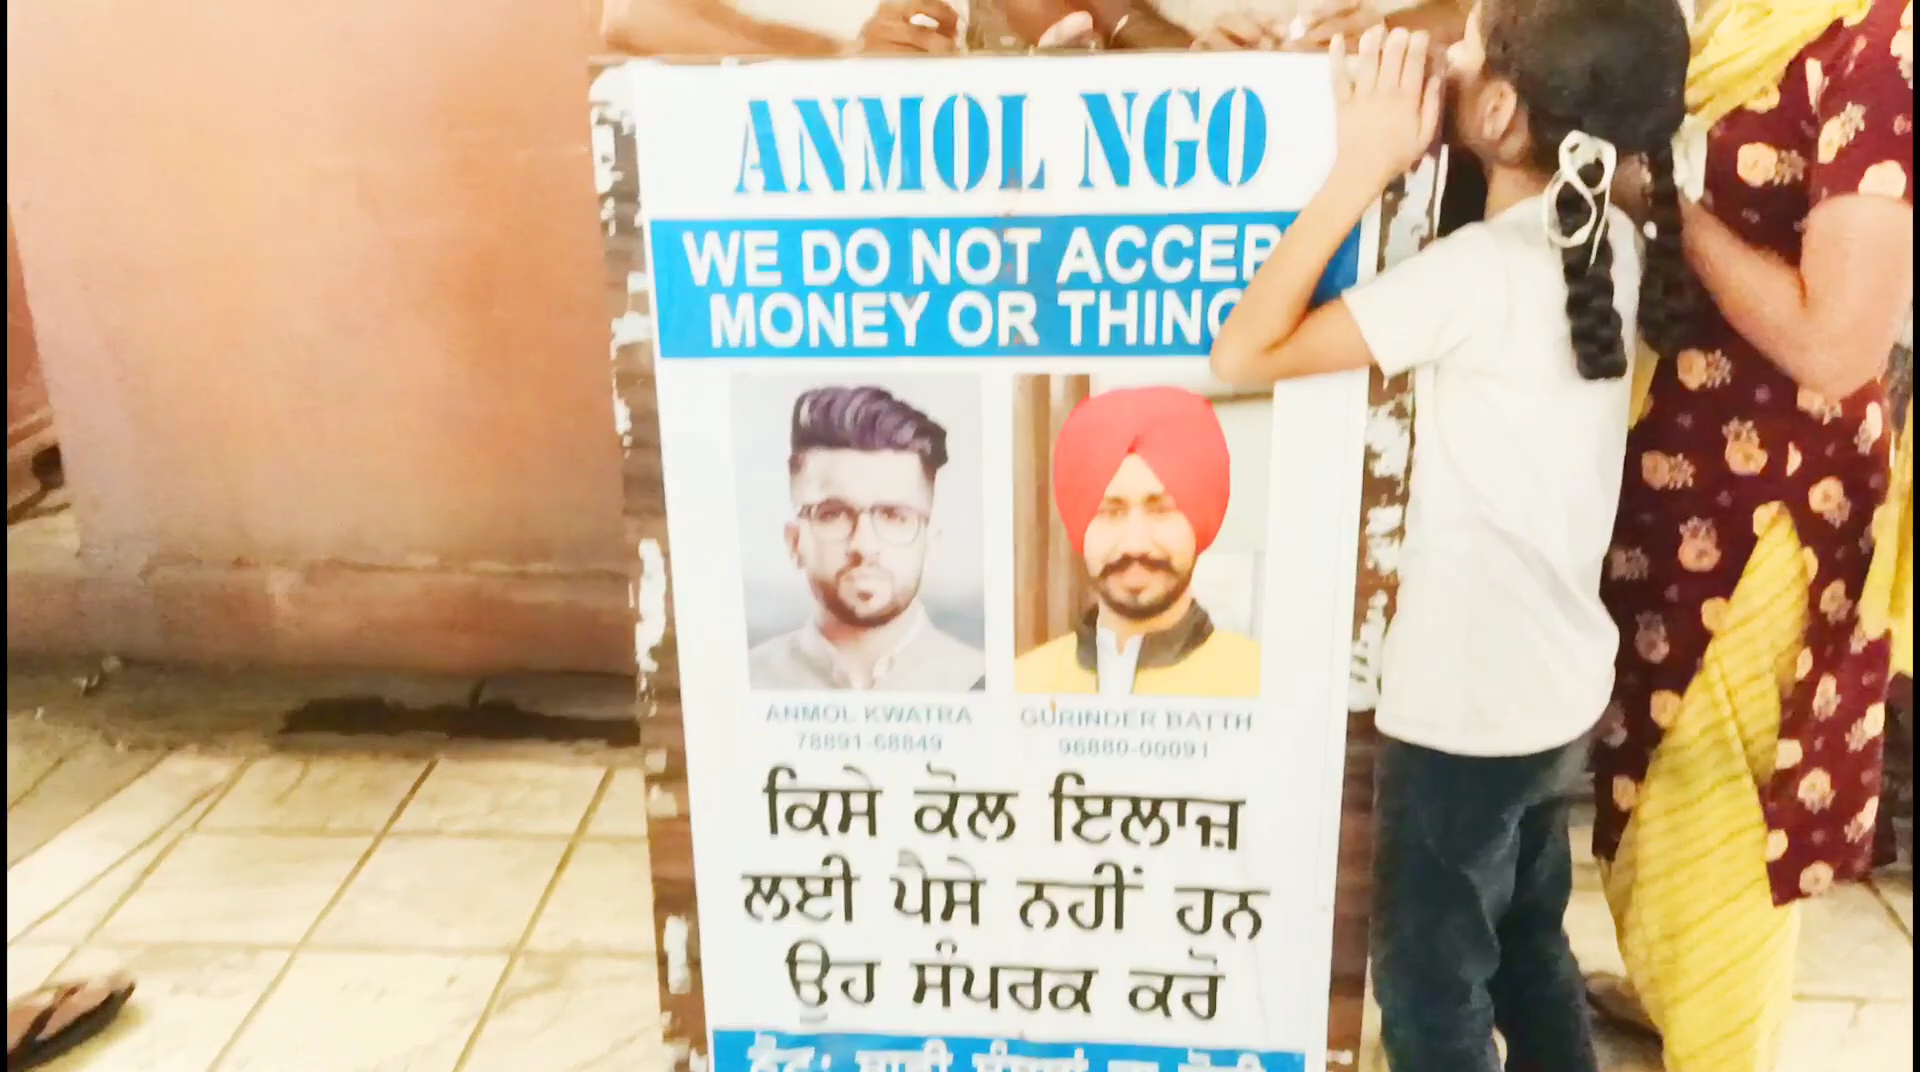 ANMOL NGO
WE DO NOT ACCEP
MONEY OR THING
ANMOL KWATRA
78891-68849
GURINDER BATTH
96880-00091
ਕਿਸੇ ਕੋਲ ਇਲਾਜ਼
ਲਈ ਪੈਸੇ ਨਹੀਂ ਹਨ
ਉਹ ਸੰਪਰਕ ਕਰੋ